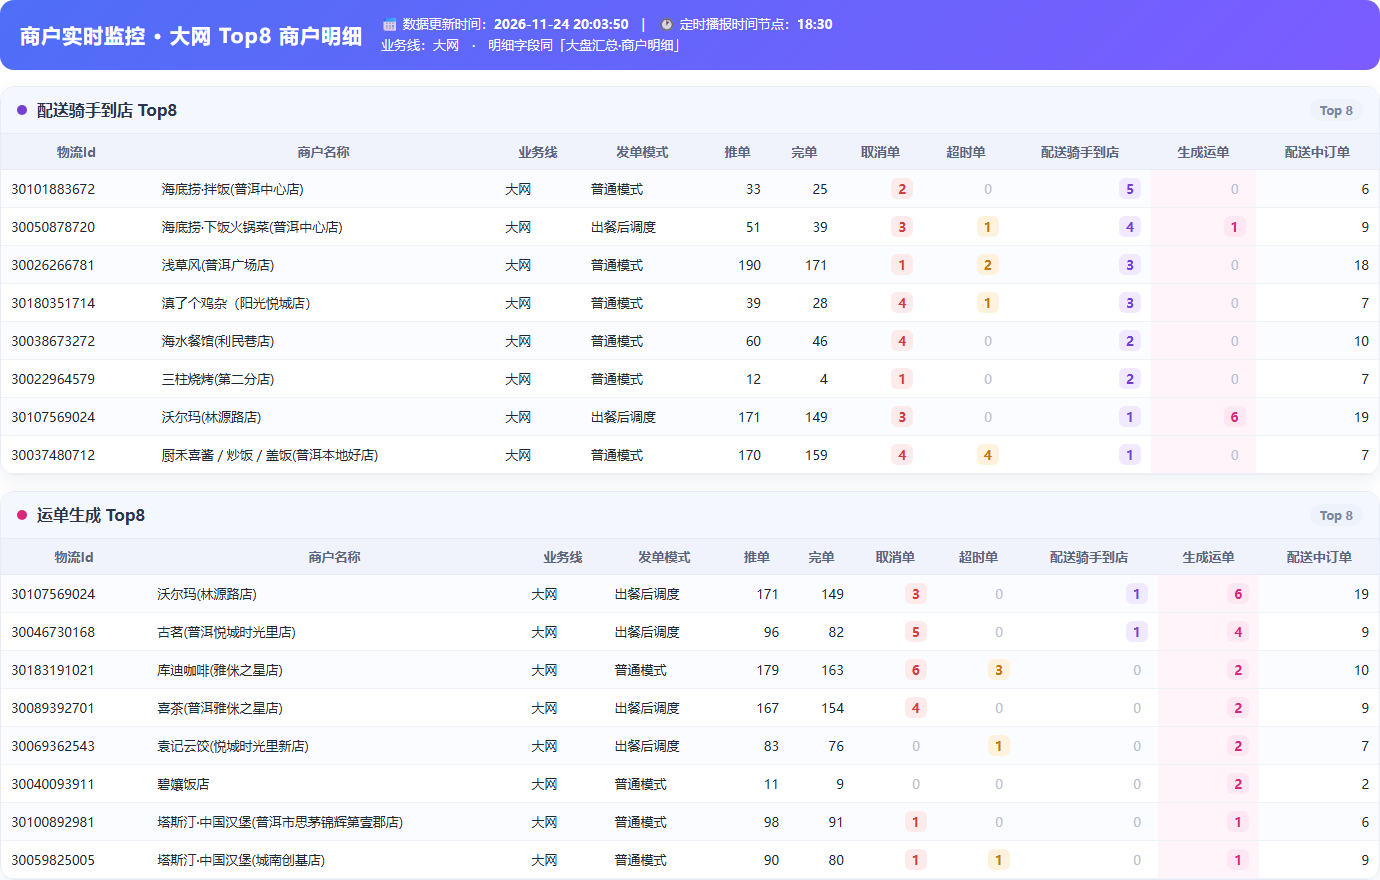 商户实时监控 • 大网 Top8 商户明细
数据更新时间：2026-11-24 20:03:50 | 定时播报时间节点：18:30
业务线：大网 · 明细字段同「大盘汇总·商户明细」
配送骑手到店 Top8 Top 8
物流Id 商户名称 业务线 发单模式 推单 完单 取消单 超时单 配送骑手到店 生成运单 配送中订单
30101883672 海底捞·拌饭(普洱中心店) 大网 普通模式 33 25 2 0 5 0 6
30050878720 海底捞·下饭火锅菜(普洱中心店) 大网 出餐后调度 51 39 3 1 4 1 9
30026266781 浅草风(普洱广场店) 大网 普通模式 190 171 1 2 3 0 18
30180351714 滇了个鸡杂（阳光悦城店） 大网 普通模式 39 28 4 1 3 0 7
30038673272 海水餐馆(利民巷店) 大网 普通模式 60 46 4 0 2 0 10
30022964579 三柱烧烤(第二分店) 大网 普通模式 12 4 1 0 2 0 7
30107569024 沃尔玛(林源路店) 大网 出餐后调度 171 149 3 0 1 6 19
30037480712 厨禾喜酱 / 炒饭 / 盖饭(普洱本地好店) 大网 普通模式 170 159 4 4 1 0 7
运单生成 Top8 Top 8
物流Id 商户名称 业务线 发单模式 推单 完单 取消单 超时单 配送骑手到店 生成运单 配送中订单
30107569024 沃尔玛(林源路店) 大网 出餐后调度 171 149 3 0 1 6 19
30046730168 古茗(普洱悦城时光里店) 大网 出餐后调度 96 82 5 0 1 4 9
30183191021 库迪咖啡(雅侎之星店) 大网 普通模式 179 163 6 3 0 2 10
30089392701 喜茶(普洱雅侎之星店) 大网 出餐后调度 167 154 4 0 0 2 9
30069362543 袁记云饺(悦城时光里新店) 大网 出餐后调度 83 76 0 1 0 2 7
30040093911 碧孃饭店 大网 普通模式 11 9 0 0 0 2 2
30100892981 塔斯汀·中国汉堡(普洱市思茅锦辉第壹郡店) 大网 普通模式 98 91 1 0 0 1 6
30059825005 塔斯汀·中国汉堡(城南创基店) 大网 普通模式 90 80 1 1 0 1 9